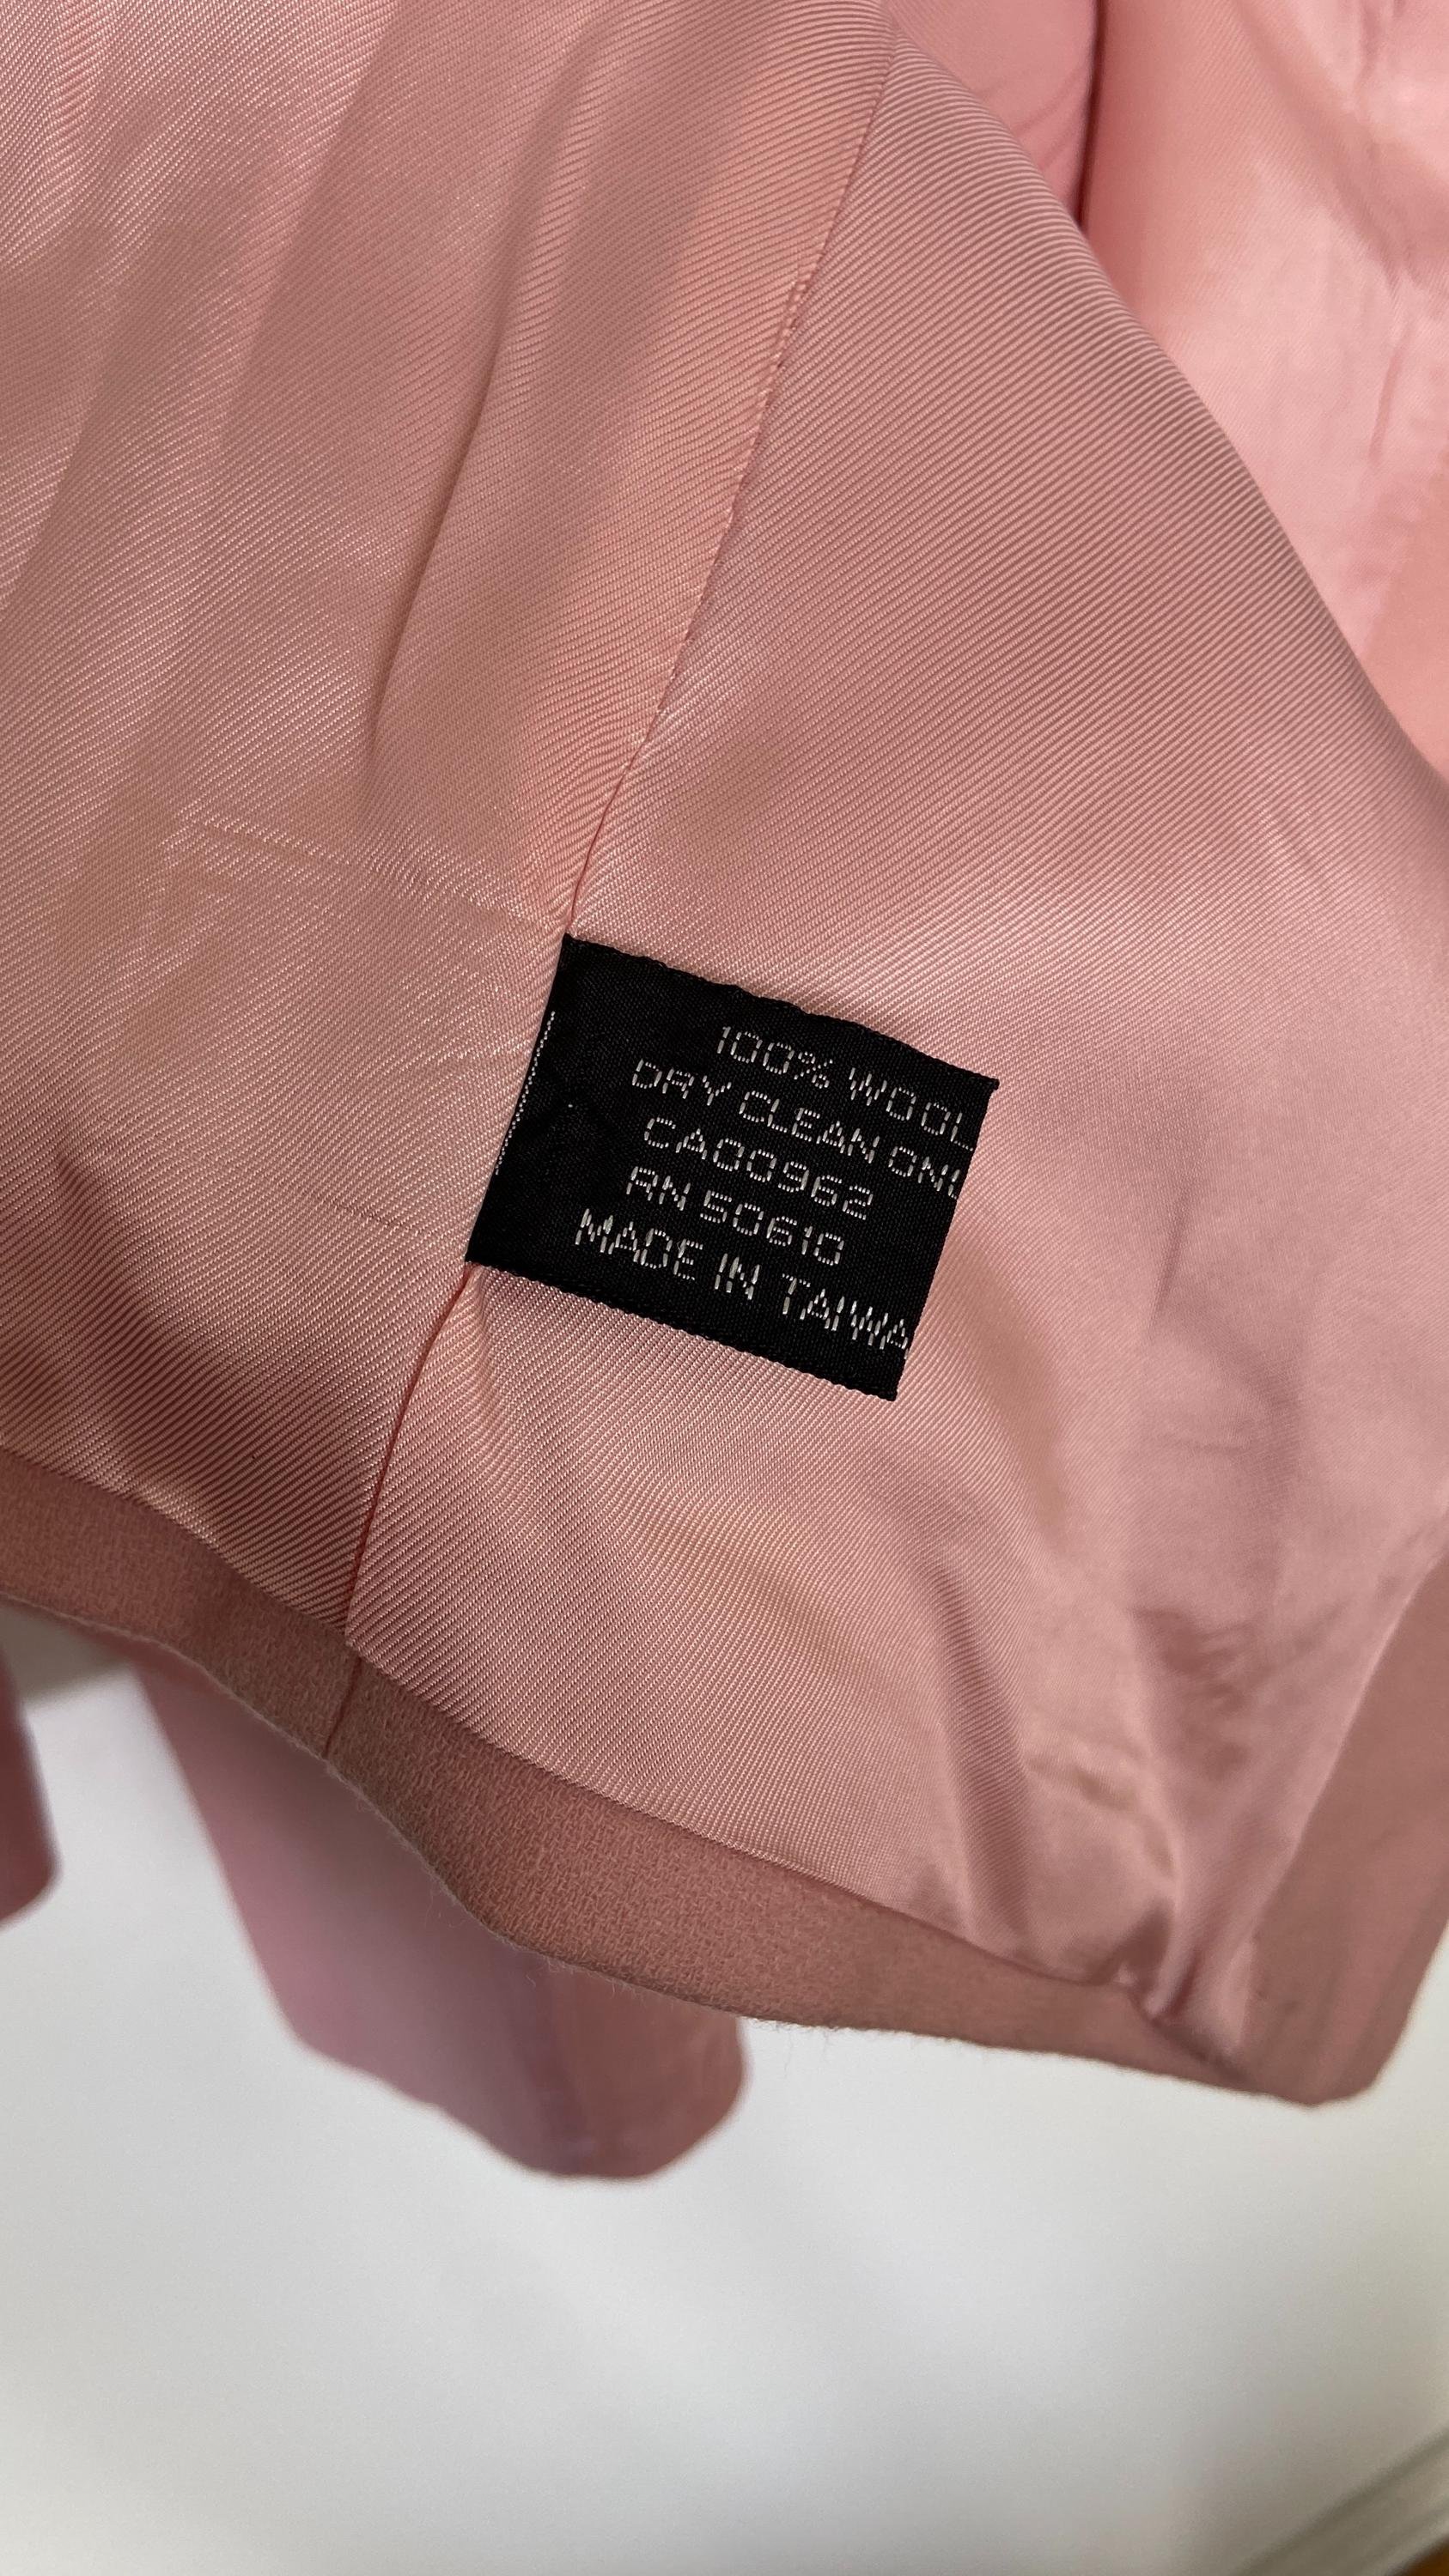 100% WOOL
DRY CLEAN ONL
CA00962
RN 50610
MADE IN TAIWA